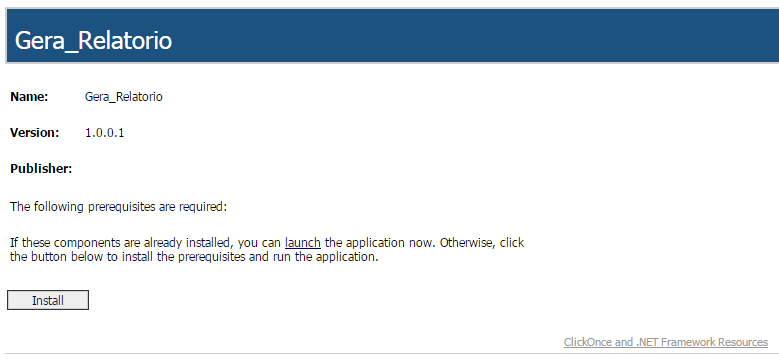 Gera_Relatorio
Name: Gera_Relatorio
Version: 1.0.0.1
Publisher:
The following prerequisites are required:
If these components are already installed, you can launch the application now. Otherwise, click
the button below to install the prerequisites and run the application.
Install
ClickOnce and .NET Framework Resources